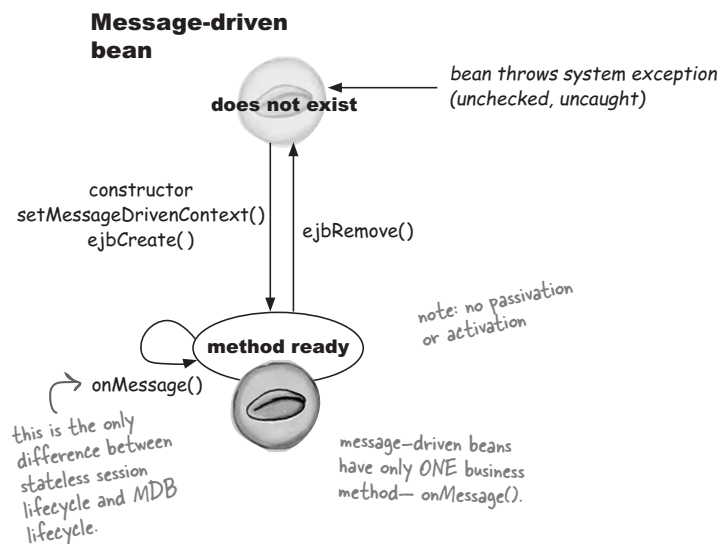 Message-driven
bean
does not exist
bean throws system exception
(unchecked, uncaught)
constructor
setMessageDrivenContext()
ejbCreate()
ejbRemove()
note: no passivation
or activation
method ready
onMessage()
this is the only
difference between
stateless session
lifecycle and MDB
lifecycle.
message-driven beans
have only ONE business
method— onMessage().